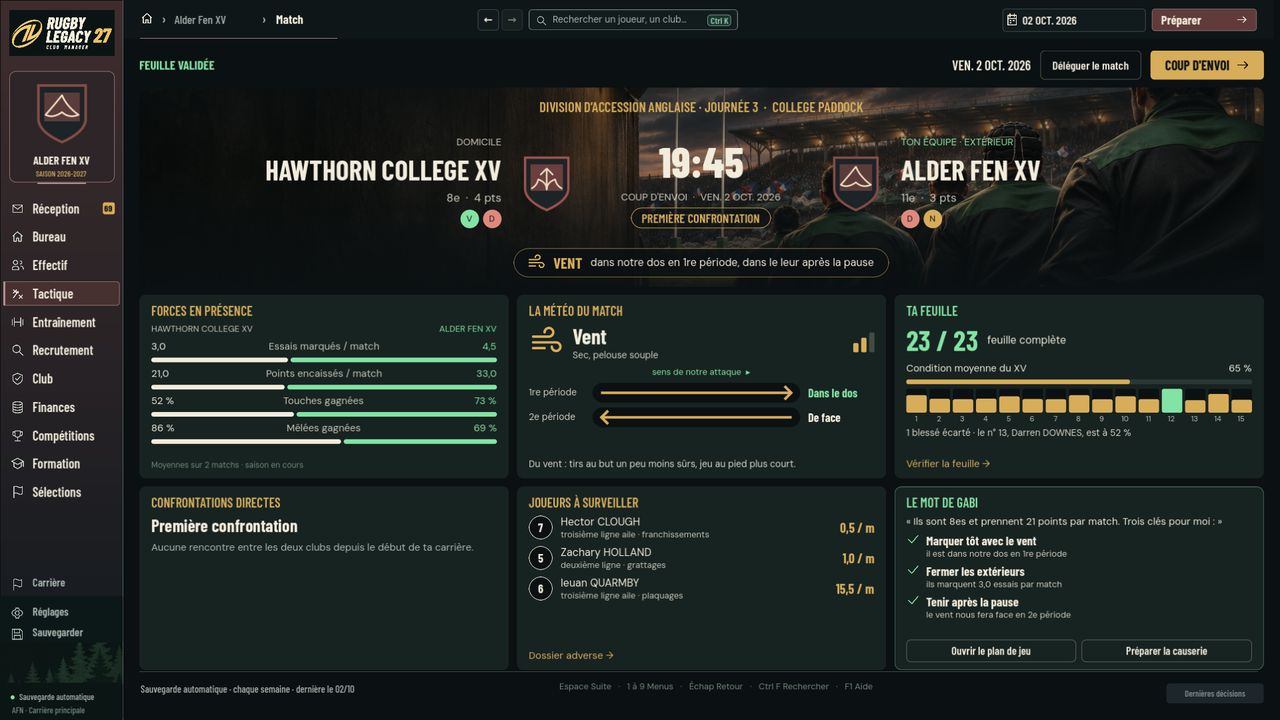 RUGBY
LEGACY 27
CLUB MANAGER
Alder Fen XV
Match
Rechercher un joueur, un club...
Ctrl K
02 OCT. 2026
Préparer
ALDER FEN XV
SAISON 2026-2027
Réception
69
Bureau
Effectif
Tactique
Entraînement
Recrutement
Club
Finances
Compétitions
Formation
Sélections
Carrière
Réglages
Sauvegarder
Sauvegarde automatique
AFN · Carrière principale
FEUILLE VALIDÉE
VEN. 2 OCT. 2026
Déléguer le match
COUP D'ENVOI
DIVISION D'ACCESSION ANGLAISE · JOURNÉE 3 · COLLEGE PADDOCK
DOMICILE
HAWTHORN COLLEGE XV
8e · 4 pts
V D
19:45
COUP D'ENVOI · VEN. 2 OCT. 2026
PREMIÈRE CONFRONTATION
TON ÉQUIPE · EXTÉRIEUR
ALDER FEN XV
11e · 3 pts
D N
VENT dans notre dos en 1re période, dans le leur après la pause
FORCES EN PRÉSENCE
HAWTHORN COLLEGE XV ALDER FEN XV
3,0 Essais marqués / match 4,5
21,0 Points encaissés / match 33,0
52 % Touches gagnées 73 %
86 % Mêlées gagnées 69 %
Moyennes sur 2 matchs · saison en cours
LA MÉTÉO DU MATCH
Vent
Sec, pelouse souple
sens de notre attaque ►
1re période Dans le dos
2e période De face
Du vent : tirs au but un peu moins sûrs, jeu au pied plus court.
TA FEUILLE
23 / 23 feuille complète
Condition moyenne du XV 65 %
1 2 3 4 5 6 7 8 9 10 11 12 13 14 15
1 blessé écarté · le n° 13, Darren DOWNES, est à 52 %
Vérifier la feuille →
CONFRONTATIONS DIRECTES
Première confrontation
Aucune rencontre entre les deux clubs depuis le début de ta carrière.
JOUEURS À SURVEILLER
7 Hector CLOUGH 0,5 / m
troisième ligne aile · franchissements
5 Zachary HOLLAND 1,0 / m
deuxième ligne · grattages
6 Ieuan QUARMBY 15,5 / m
troisième ligne aile · plaquages
Dossier adverse →
LE MOT DE GABI
« Ils sont 8es et prennent 21 points par match. Trois clés pour moi : »
Marquer tôt avec le vent
il est dans notre dos en 1re période
Fermer les extérieurs
ils marquent 3,0 essais par match
Tenir après la pause
le vent nous fera face en 2e période
Ouvrir le plan de jeu
Préparer la causerie
Sauvegarde automatique · chaque semaine · dernière le 02/10
Espace Suite · 1 à 9 Menus · Échap Retour · Ctrl F Rechercher · F1 Aide
Dernières décisions